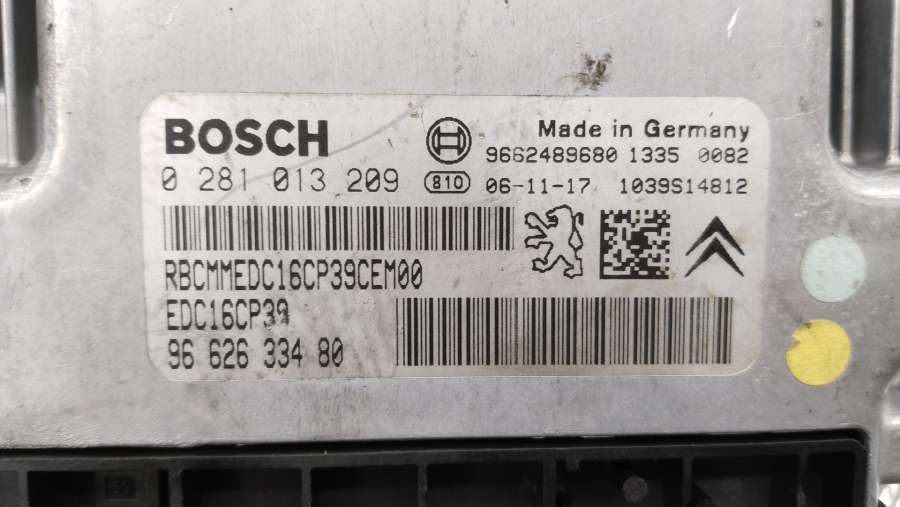 BOSCH
Made in Germany
9662489680 1335 0082
0 281 013 209
810
06-11-17 1039S14812
RBCMMEDC16CP39CEM00
EDC16CP39
96 626 334 80